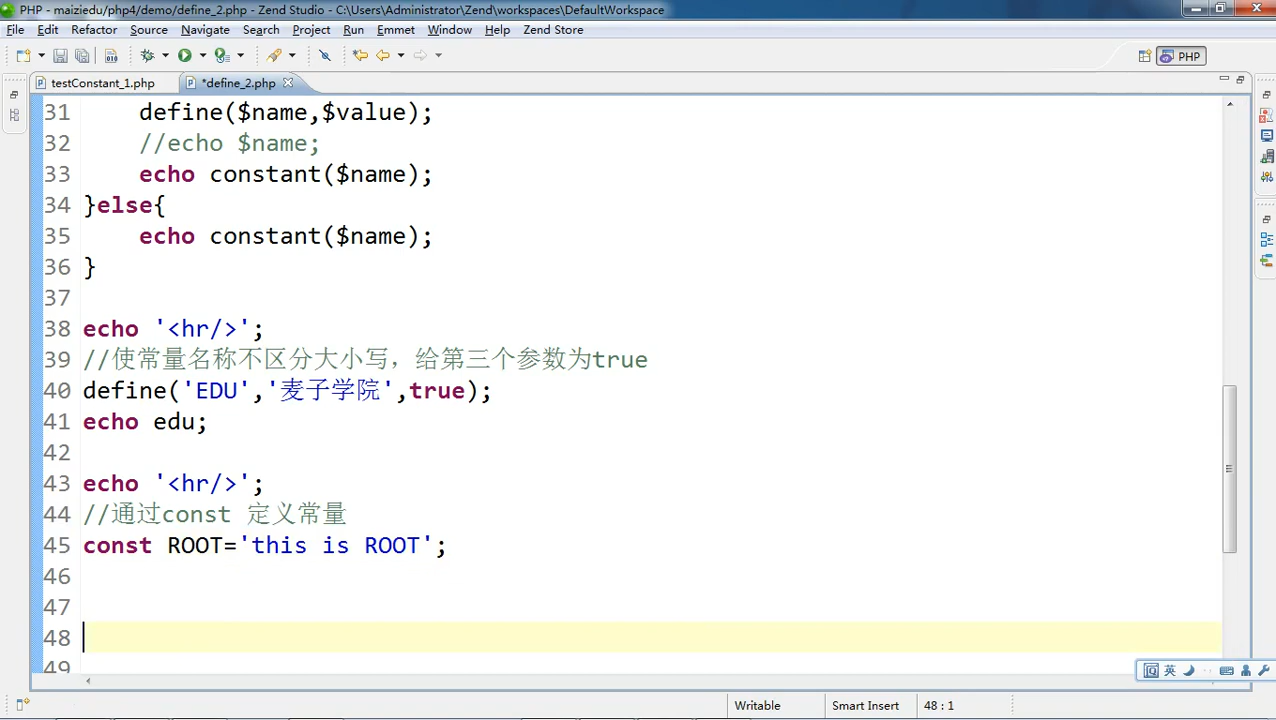 PHP - maiziedu/php4/demo/define_2.php - Zend Studio - C:\Users\Administrator\Zend\workspaces\DefaultWorkspace
File Edit Refactor Source Navigate Search Project Run Emmet Window Help Zend Store
PHP
testConstant_1.php *define_2.php
31 define($name,$value);
32 //echo $name;
33 echo constant($name);
34 }else{
35 echo constant($name);
36 }
37
38 echo '<hr/>';
39 //使常量名称不区分大小写，给第三个参数为true
40 define('EDU','麦子学院',true);
41 echo edu;
42
43 echo '<hr/>';
44 //通过const 定义常量
45 const ROOT='this is ROOT';
46
47
48
49
英
Writable Smart Insert 48 : 1